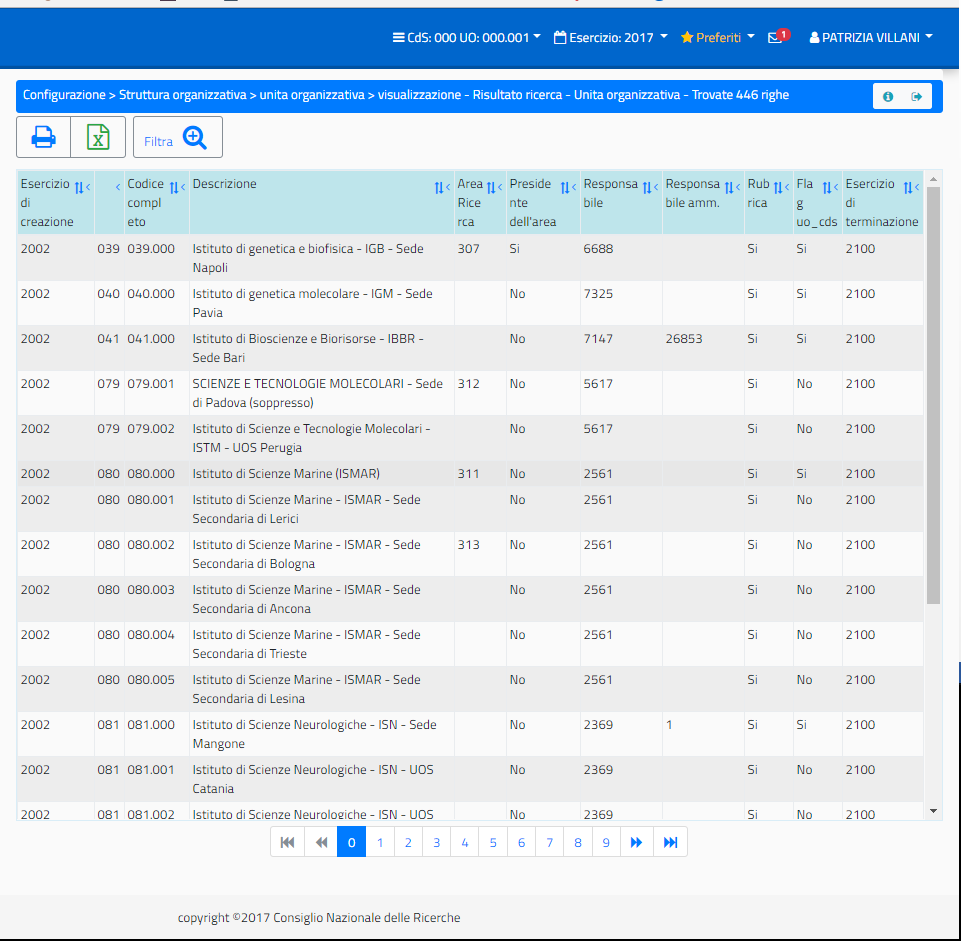 CdS: 000 UO: 000.001 Esercizio: 2017 Preferiti 1 PATRIZIA VILLANI
Configurazione > Struttura organizzativa > unita organizzativa > visualizzazione - Risultato ricerca - Unita organizzativa - Trovate 446 righe
Filtra
Esercizio di creazione Codice completo Descrizione Area Ricerca Presidente dell'area Responsabile Responsabile amm. Rubrica Flag uo_cds Esercizio di terminazione
2002 039 039.000 Istituto di genetica e biofisica - IGB - Sede 307 Si 6688 Si Si 2100
Napoli
2002 040 040.000 Istituto di genetica molecolare - IGM - Sede No 7325 Si Si 2100
Pavia
2002 041 041.000 Istituto di Bioscienze e Biorisorse - IBBR - No 7147 26853 Si Si 2100
Sede Bari
2002 079 079.001 SCIENZE E TECNOLOGIE MOLECOLARI - Sede 312 No 5617 Si No 2100
di Padova (soppresso)
2002 079 079.002 Istituto di Scienze e Tecnologie Molecolari - No 5617 Si No 2100
ISTM - UOS Perugia
2002 080 080.000 Istituto di Scienze Marine (ISMAR) 311 No 2561 Si Si 2100
2002 080 080.001 Istituto di Scienze Marine - ISMAR - Sede No 2561 Si No 2100
Secondaria di Lerici
2002 080 080.002 Istituto di Scienze Marine - ISMAR - Sede 313 No 2561 Si No 2100
Secondaria di Bologna
2002 080 080.003 Istituto di Scienze Marine - ISMAR - Sede No 2561 Si No 2100
Secondaria di Ancona
2002 080 080.004 Istituto di Scienze Marine - ISMAR - Sede No 2561 Si No 2100
Secondaria di Trieste
2002 080 080.005 Istituto di Scienze Marine - ISMAR - Sede No 2561 Si No 2100
Secondaria di Lesina
2002 081 081.000 Istituto di Scienze Neurologiche - ISN - Sede No 2369 1 Si Si 2100
Mangone
2002 081 081.001 Istituto di Scienze Neurologiche - ISN - UOS No 2369 Si No 2100
Catania
2002 081 081.002 Istituto di Scienze Neurologiche - ISN - UOS No 2369 Si No 2100
0 1 2 3 4 5 6 7 8 9
copyright ©2017 Consiglio Nazionale delle Ricerche